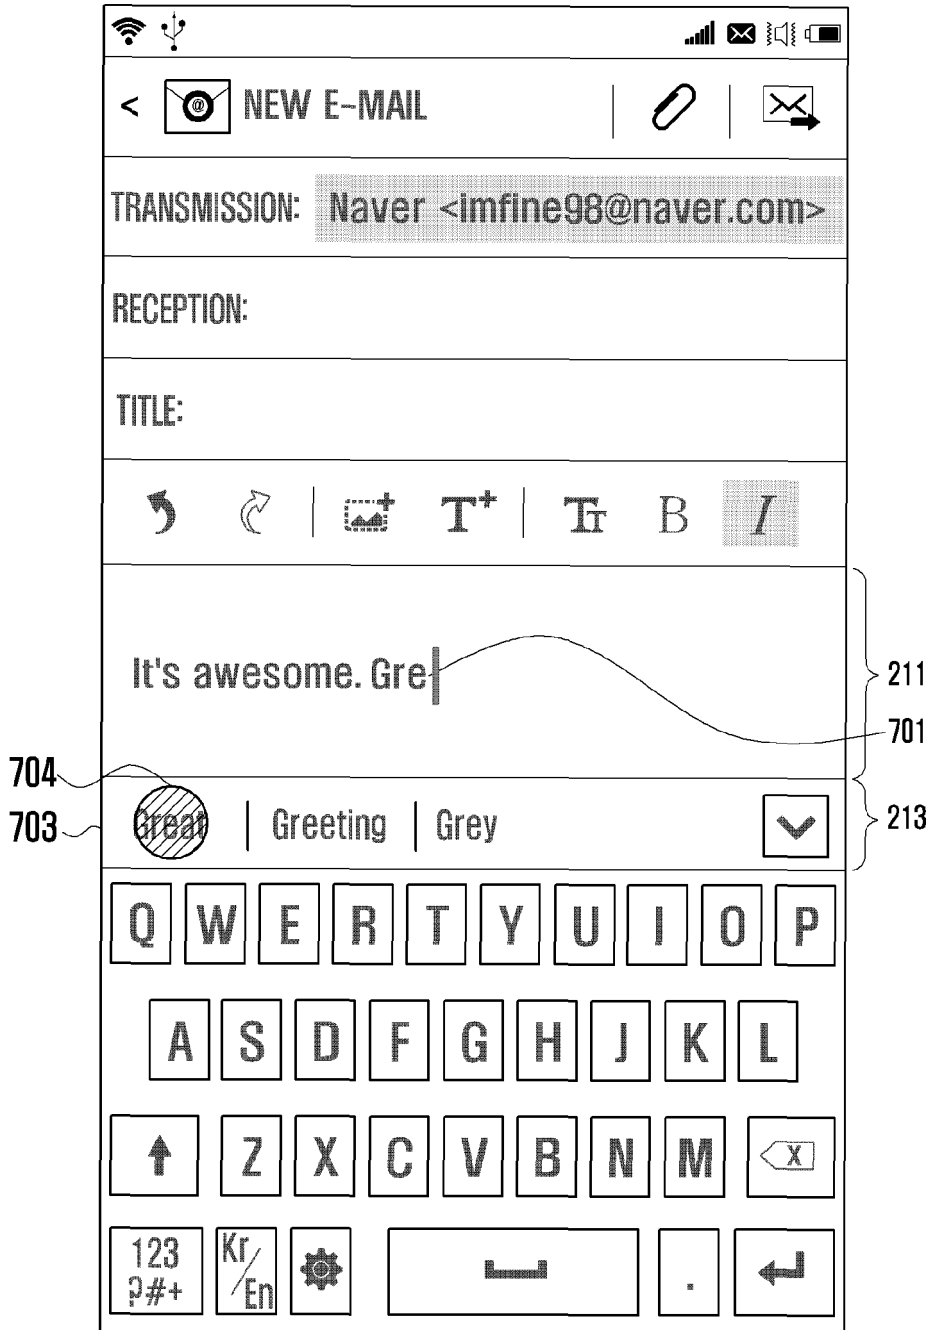 < @ NEW E-MAIL
TRANSMISSION: Naver <imfine98@naver.com>
RECEPTION:
TITLE:
T+ TT B I
It's awesome. Gre
211
701
704
703
Great | Greeting | Grey
213
Q W E R T Y U I O P
A S D F G H J K L
Z X C V B N M X
123 Kr/En .
?#+